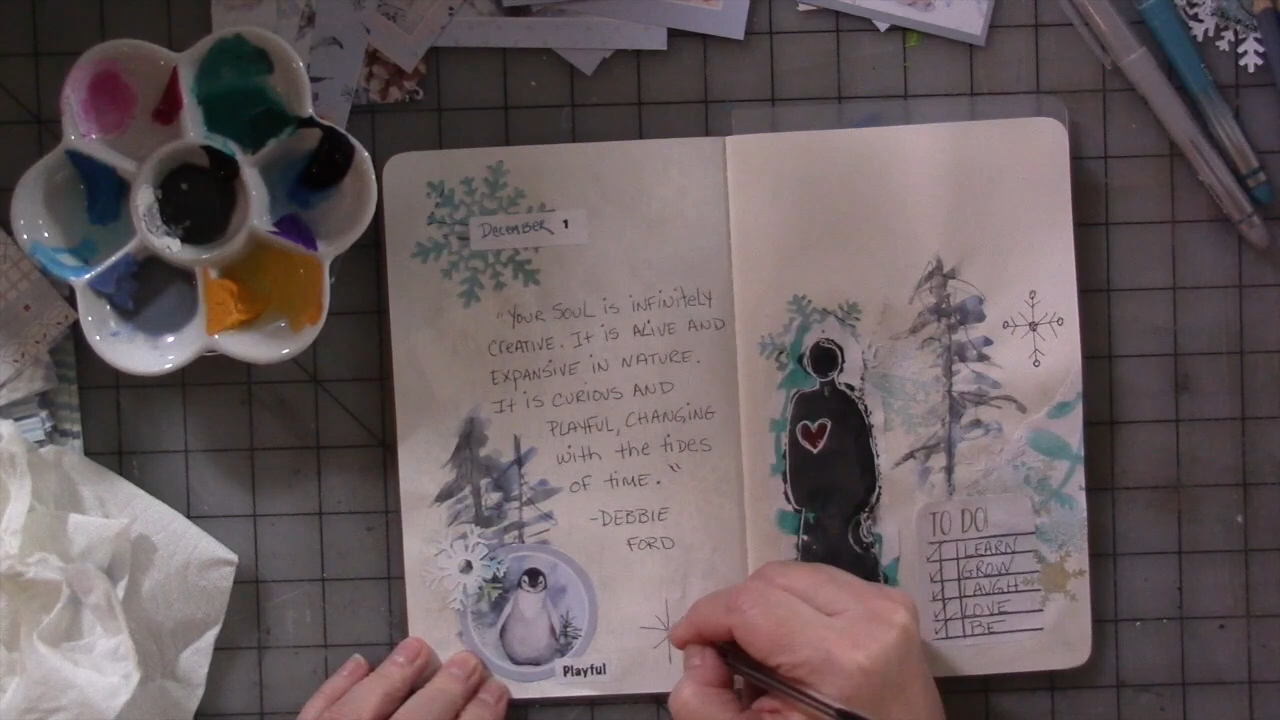 December 1
"YOUR SOUL is infinitely
CREATIVE. It is ALIVE AND
EXPANSIVE IN NATURE.
It is CURIOUS AND
PLAYFUL, CHANGING
with the tides
OF time."
-DEBBIE
FORD
Playful
TO DO!
LEARN
GROW
LAUGH
LOVE
BE